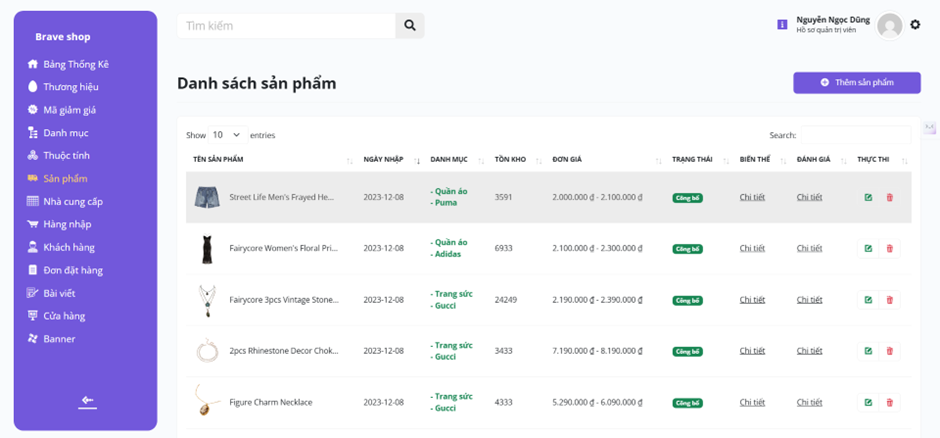 Brave shop
Bảng Thống Kê
Thương hiệu
Mã giảm giá
Danh mục
Thuộc tính
Sản phẩm
Nhà cung cấp
Hàng nhập
Khách hàng
Đơn đặt hàng
Bài viết
Cửa hàng
Banner
Tìm kiếm
Nguyễn Ngọc Dũng
Hồ sơ quản trị viên
Danh sách sản phẩm
Thêm sản phẩm
Show 10 entries
Search:
TÊN SẢN PHẨM NGÀY NHẬP DANH MỤC TỒN KHO ĐƠN GIÁ TRẠNG THÁI BIẾN THỂ ĐÁNH GIÁ THỰC THI
Street Life Men's Frayed He... 2023-12-08 - Quần áo 3591 2.000.000 ₫ - 2.100.000 ₫ Công bố Chi tiết Chi tiết
- Puma
Fairycore Women's Floral Pri... 2023-12-08 - Quần áo 6933 2.100.000 ₫ - 2.300.000 ₫ Công bố Chi tiết Chi tiết
- Adidas
Fairycore 3pcs Vintage Stone... 2023-12-08 - Trang sức 24249 2.190.000 ₫ - 2.390.000 ₫ Công bố Chi tiết Chi tiết
- Gucci
2pcs Rhinestone Decor Chok... 2023-12-08 - Trang sức 3433 7.190.000 ₫ - 8.190.000 ₫ Công bố Chi tiết Chi tiết
- Gucci
Figure Charm Necklace 2023-12-08 - Trang sức 4333 5.290.000 ₫ - 6.090.000 ₫ Công bố Chi tiết Chi tiết
- Gucci